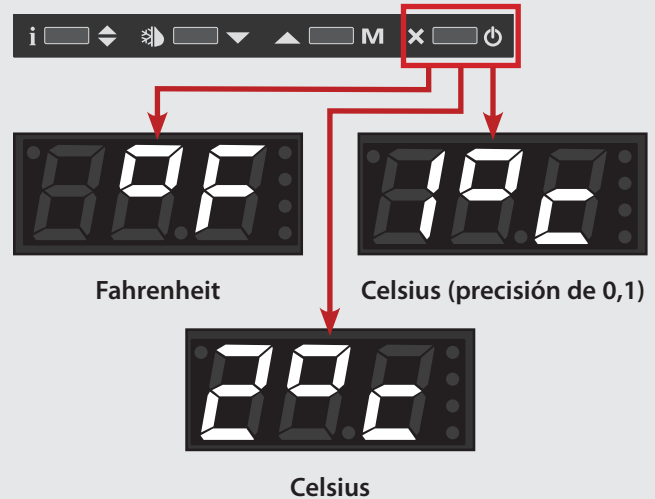 i M
°F 1°c
Fahrenheit Celsius (precisión de 0,1)
2°c
Celsius